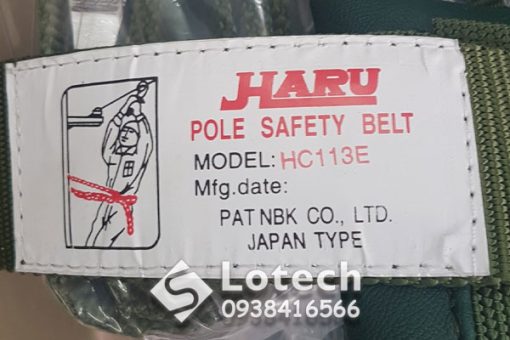 HARU
POLE SAFETY BELT
MODEL: HC113E
Mfg.date:
PAT NBK CO., LTD.
JAPAN TYPE
Lotech
0938416566